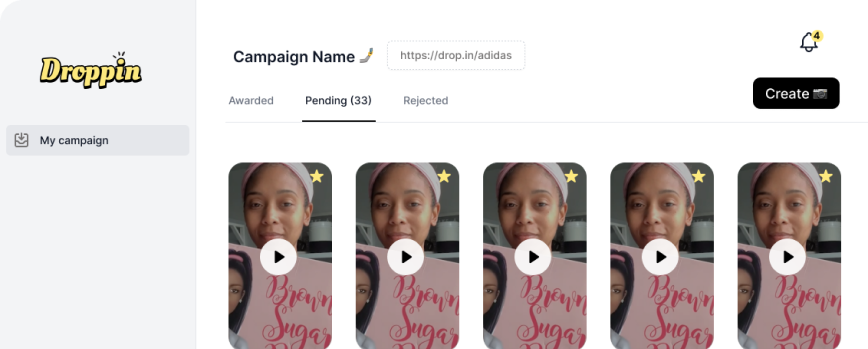 Droppin
My campaign
Campaign Name
https://drop.in/adidas
4
Create
Awarded
Pending (33)
Rejected
Brown
Sugar
Brown
Sugar
Brown
Sugar
Brown
Sugar
Brown
Sugar